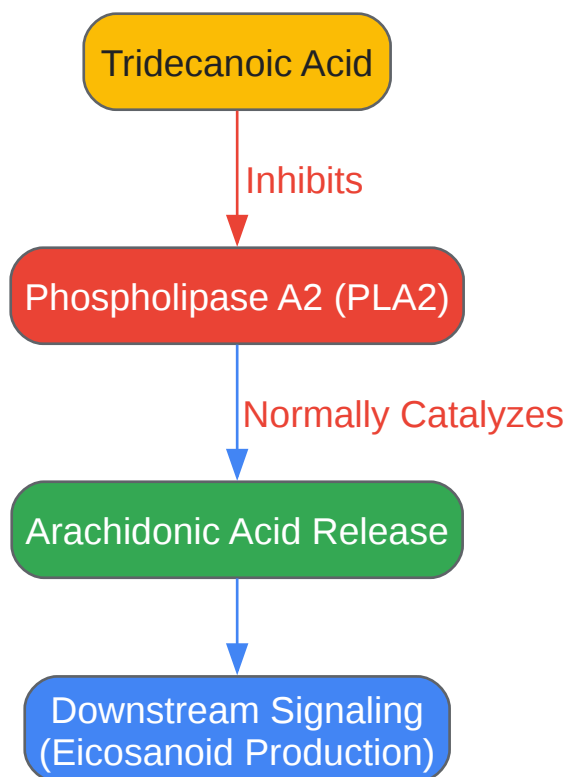 Tridecanoic Acid
Inhibits
Phospholipase A2 (PLA2)
Normally Catalyzes
Arachidonic Acid Release
Downstream Signaling
(Eicosanoid Production)